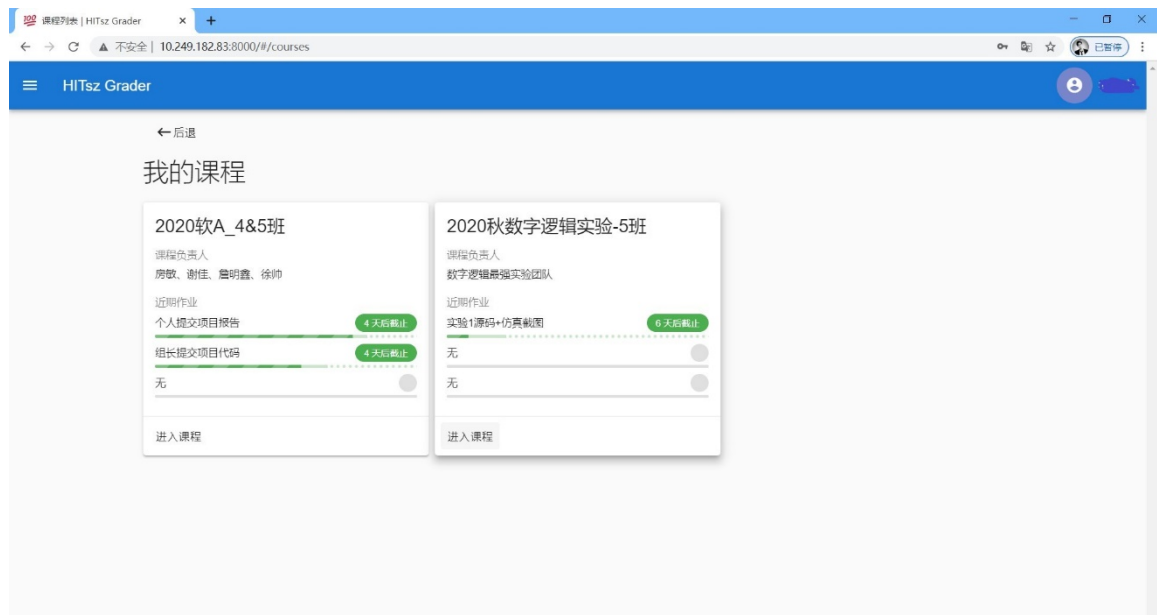 课程列表 | HITsz Grader
不安全 | 10.249.182.83:8000/#/courses
已暂停
HITsz Grader
后退
我的课程
2020软A_4&5班
课程负责人
房敏、谢佳、詹明鑫、徐帅
近期作业
个人提交项目报告 4 天后截止
组长提交项目代码 4 天后截止
无
进入课程
2020秋数字逻辑实验-5班
课程负责人
数字逻辑最强实验团队
近期作业
实验1源码+仿真截图 6 天后截止
无
无
进入课程